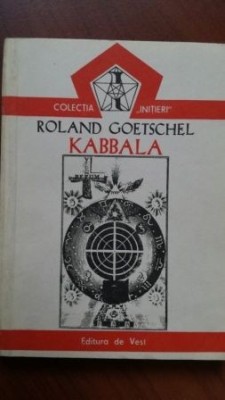 COLECȚIA „INIȚIERI”
ROLAND GOETSCHEL
KABBALA
Editura de Vest